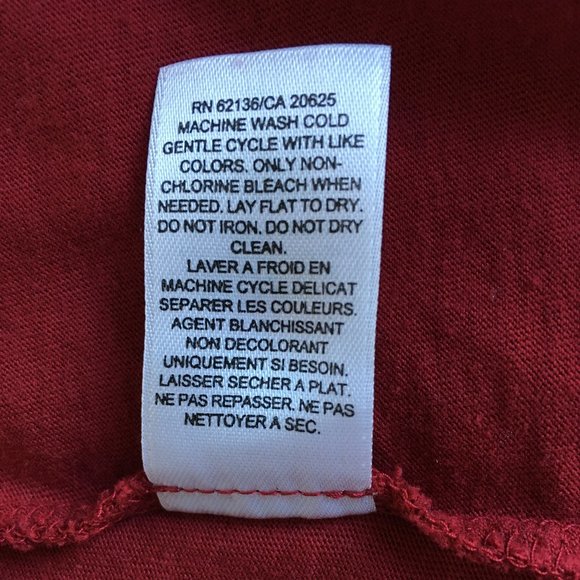 RN 62136/CA 20625
MACHINE WASH COLD
GENTLE CYCLE WITH LIKE
COLORS. ONLY NON-
CHLORINE BLEACH WHEN
NEEDED. LAY FLAT TO DRY.
DO NOT IRON. DO NOT DRY
CLEAN.
LAVER A FROID EN
MACHINE CYCLE DELICAT
SEPARER LES COULEURS.
AGENT BLANCHISSANT
NON DECOLORANT
UNIQUEMENT SI BESOIN.
LAISSER SECHER A PLAT.
NE PAS REPASSER. NE PAS
NETTOYER A SEC.